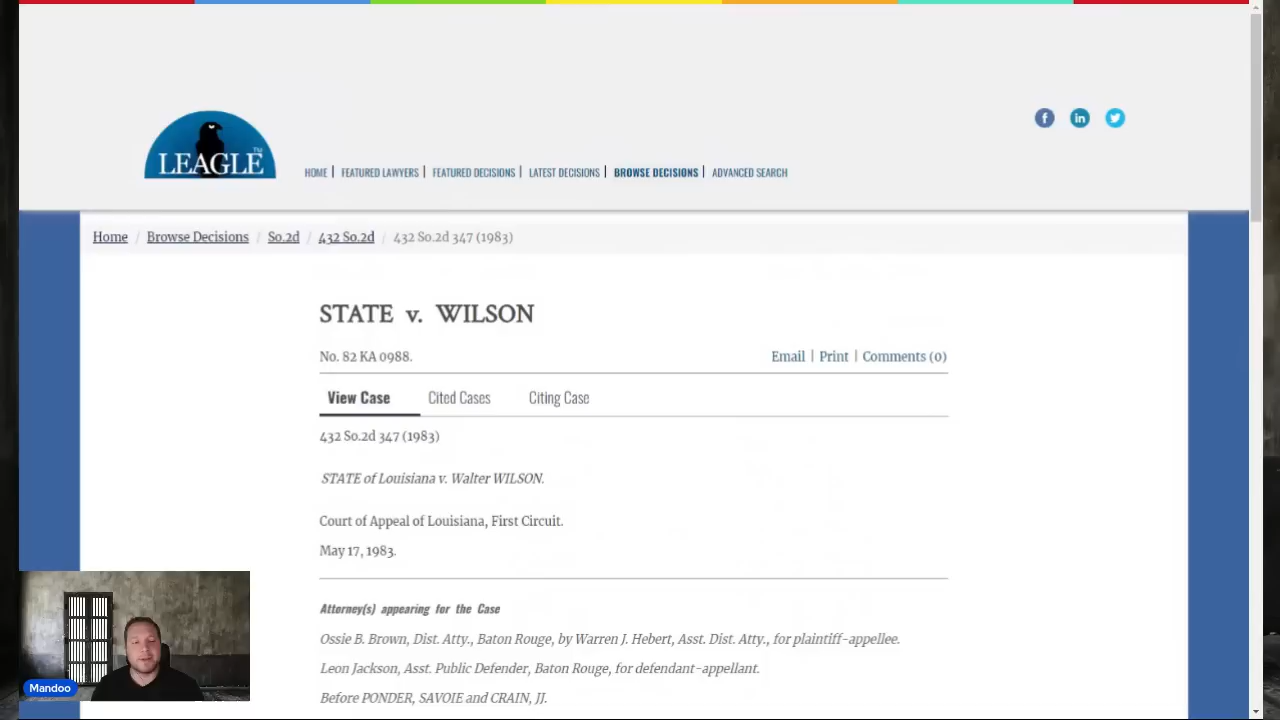 LEAGLE™
HOME | FEATURED LAWYERS | FEATURED DECISIONS | LATEST DECISIONS | BROWSE DECISIONS | ADVANCED SEARCH
Home / Browse Decisions / So.2d / 432 So.2d / 432 So.2d 347 (1983)
STATE v. WILSON
No. 82 KA 0988.
Email | Print | Comments (0)
View Case Cited Cases Citing Case
432 So.2d 347 (1983)
STATE of Louisiana v. Walter WILSON.
Court of Appeal of Louisiana, First Circuit.
May 17, 1983.
Attorney(s) appearing for the Case
Ossie B. Brown, Dist. Atty., Baton Rouge, by Warren J. Hebert, Asst. Dist. Atty., for plaintiff-appellee.
Leon Jackson, Asst. Public Defender, Baton Rouge, for defendant-appellant.
Before PONDER, SAVOIE and CRAIN, JJ.
Mandoo